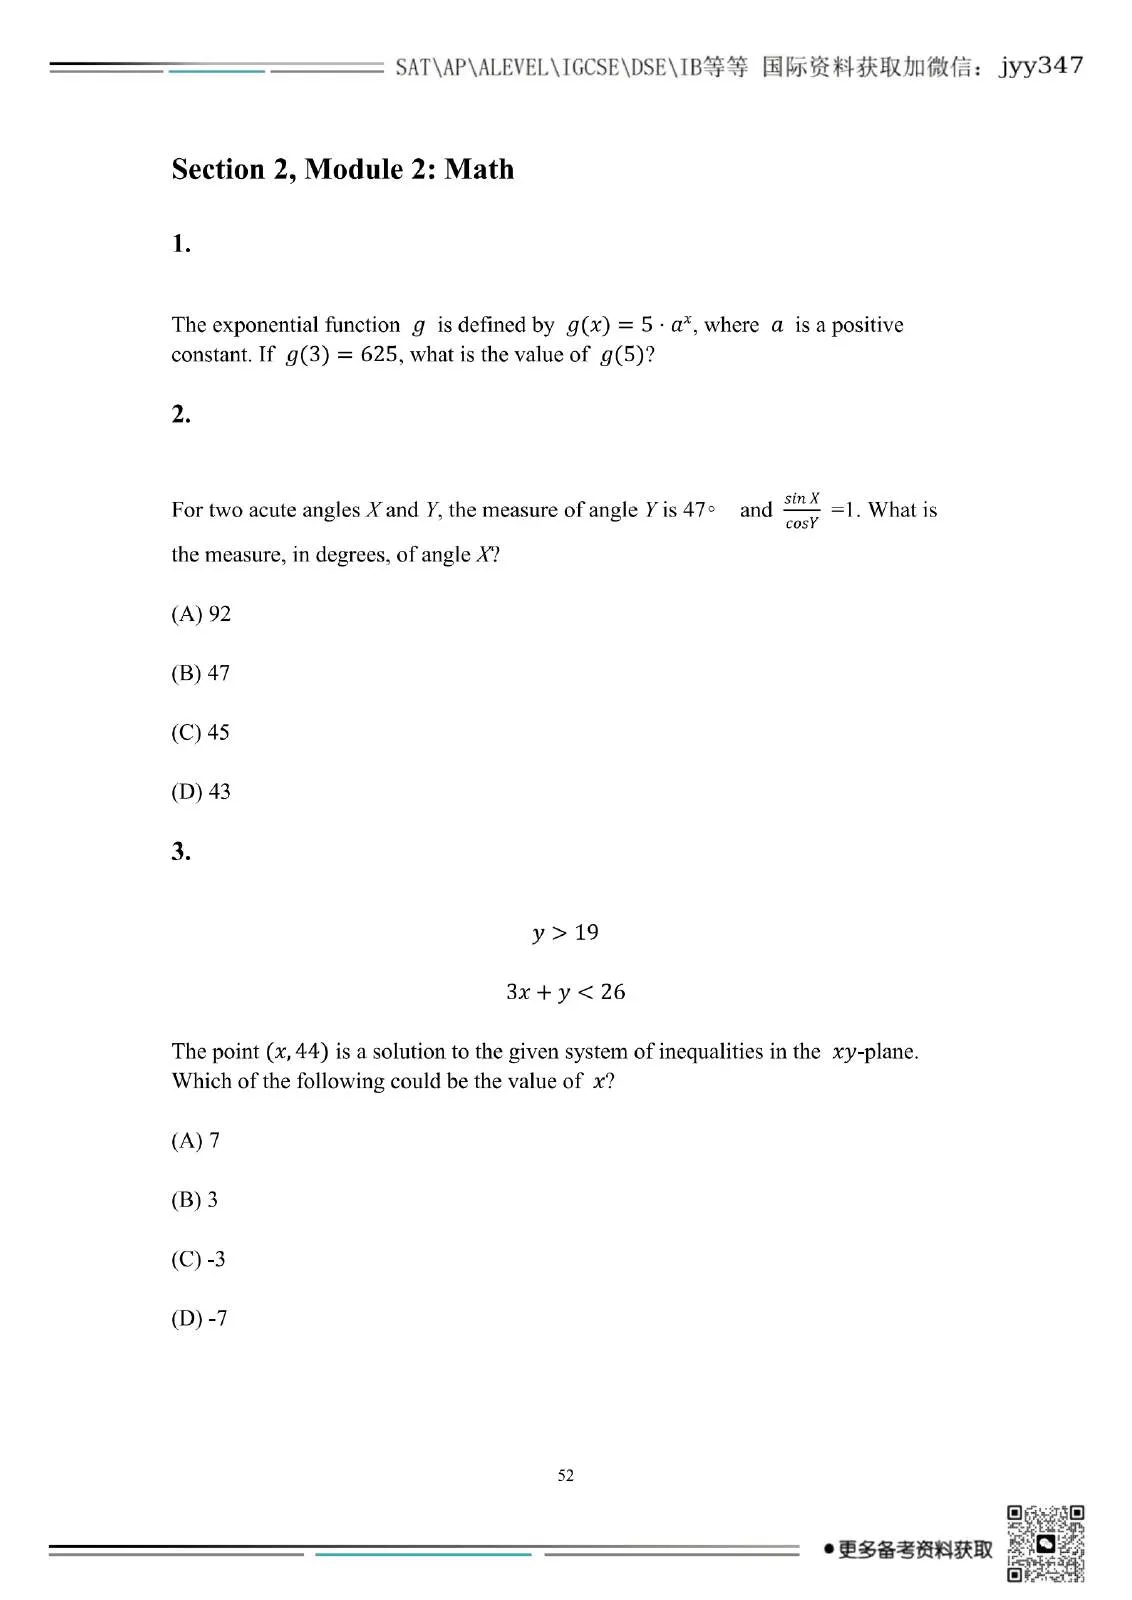 SAT\AP\ALEVEL\IGCSE\DSE\IB等等 国际资料获取加微信：jyy347
Section 2, Module 2: Math
1.
The exponential function g is defined by g(x) = 5 · aˣ, where a is a positive
constant. If g(3) = 625, what is the value of g(5)?
2.
For two acute angles X and Y, the measure of angle Y is 47° and sin X / cosY =1. What is
the measure, in degrees, of angle X?
(A) 92
(B) 47
(C) 45
(D) 43
3.
y > 19
3x + y < 26
The point (x, 44) is a solution to the given system of inequalities in the xy-plane.
Which of the following could be the value of x?
(A) 7
(B) 3
(C) -3
(D) -7
52
●更多备考资料获取